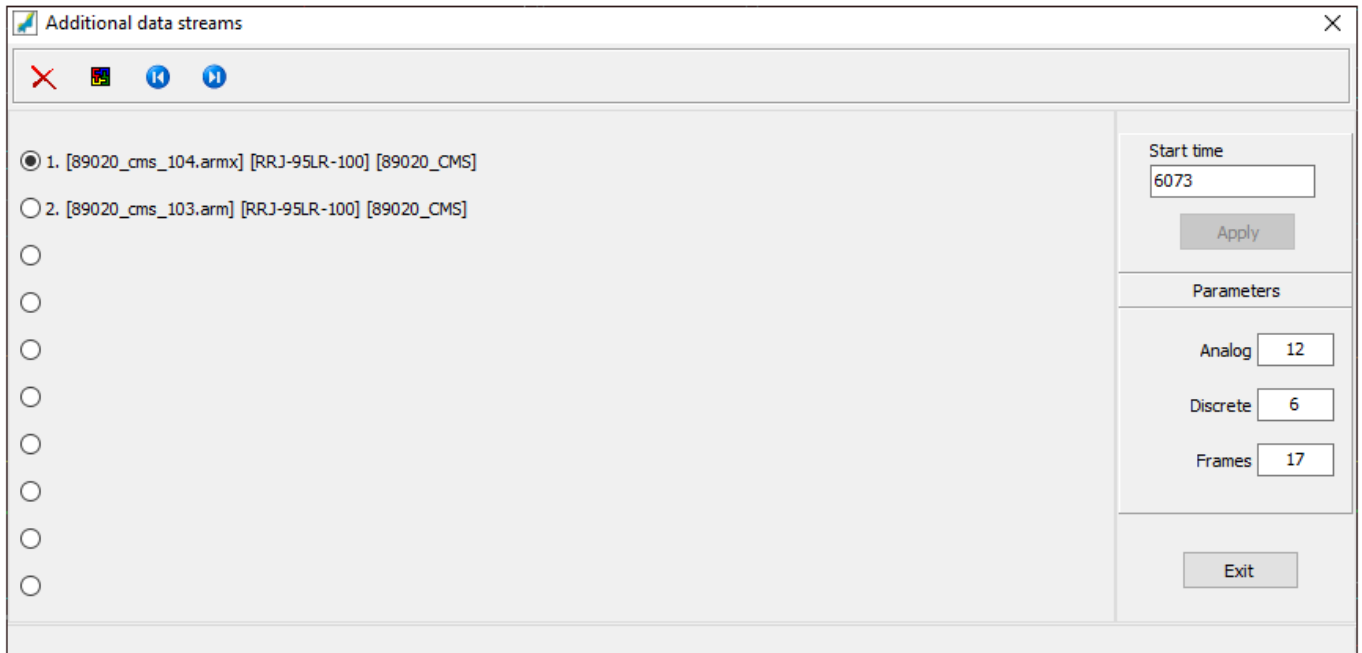 Additional data streams
1. [89020_cms_104.armx] [RRJ-95LR-100] [89020_CMS]
2. [89020_cms_103.arm] [RRJ-95LR-100] [89020_CMS]
Start time
6073
Apply
Parameters
Analog 12
Discrete 6
Frames 17
Exit